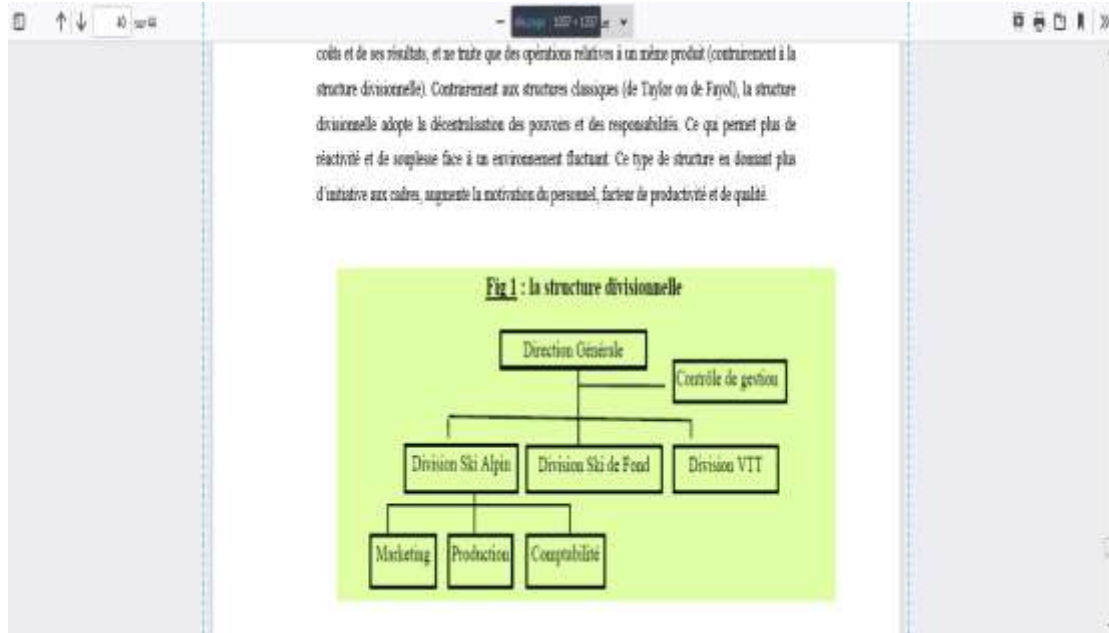 40 sur
1057 × 1337
coûts et de ses résultats, et ne traite que des opérations relatives à un même produit (contrairement à la
structure divisionnelle). Contrairement aux structures classiques (de Taylor ou de Fayol), la structure
divisionnelle adopte la décentralisation des pouvoirs et des responsabilités. Ce qui permet plus de
réactivité et de souplesse face à un environnement fluctuant. Ce type de structure en donnant plus
d'initiative aux cadres, augmente la motivation du personnel, facteur de productivité et de qualité.
Fig 1 : la structure divisionnelle
Direction Générale
Contrôle de gestion
Division Ski Alpin
Division Ski de Fond
Division VTT
Marketing
Production
Comptabilité